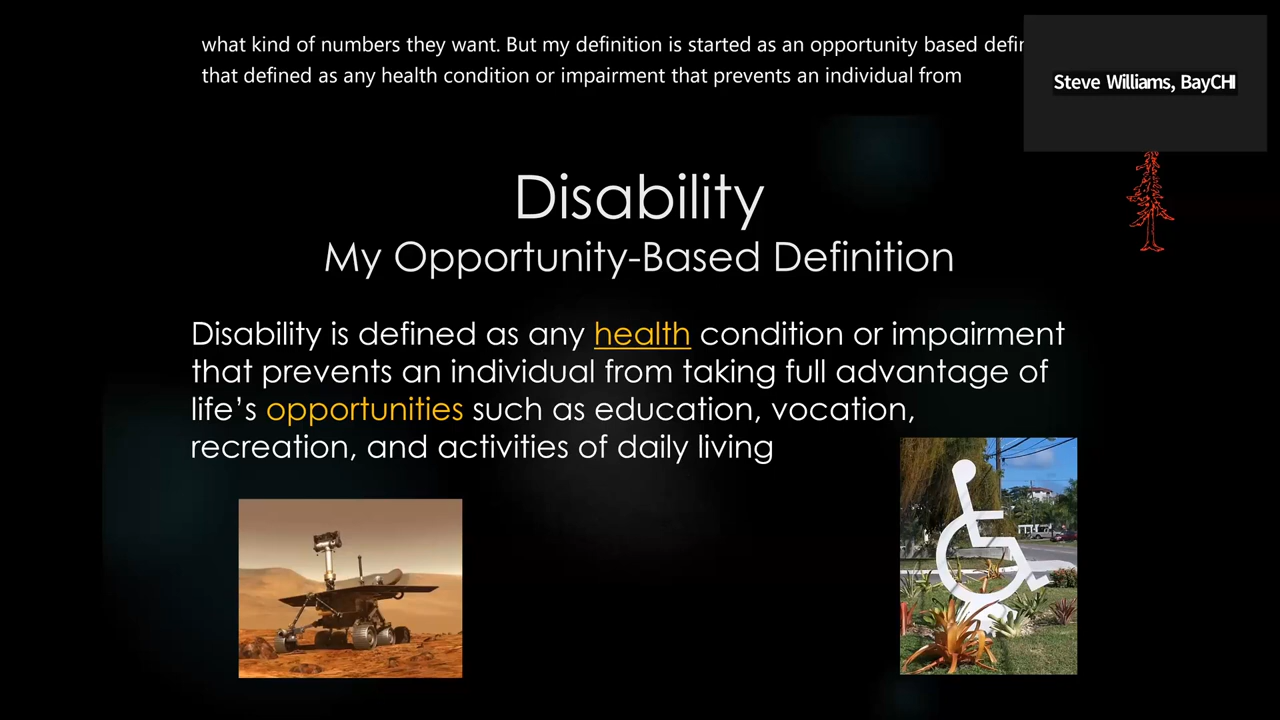 what kind of numbers they want. But my definition is started as an opportunity based
that defined as any health condition or impairment that prevents an individual from
Steve Williams, BayCHI
Disability
My Opportunity-Based Definition
Disability is defined as any health condition or impairment
that prevents an individual from taking full advantage of
life’s opportunities such as education, vocation,
recreation, and activities of daily living